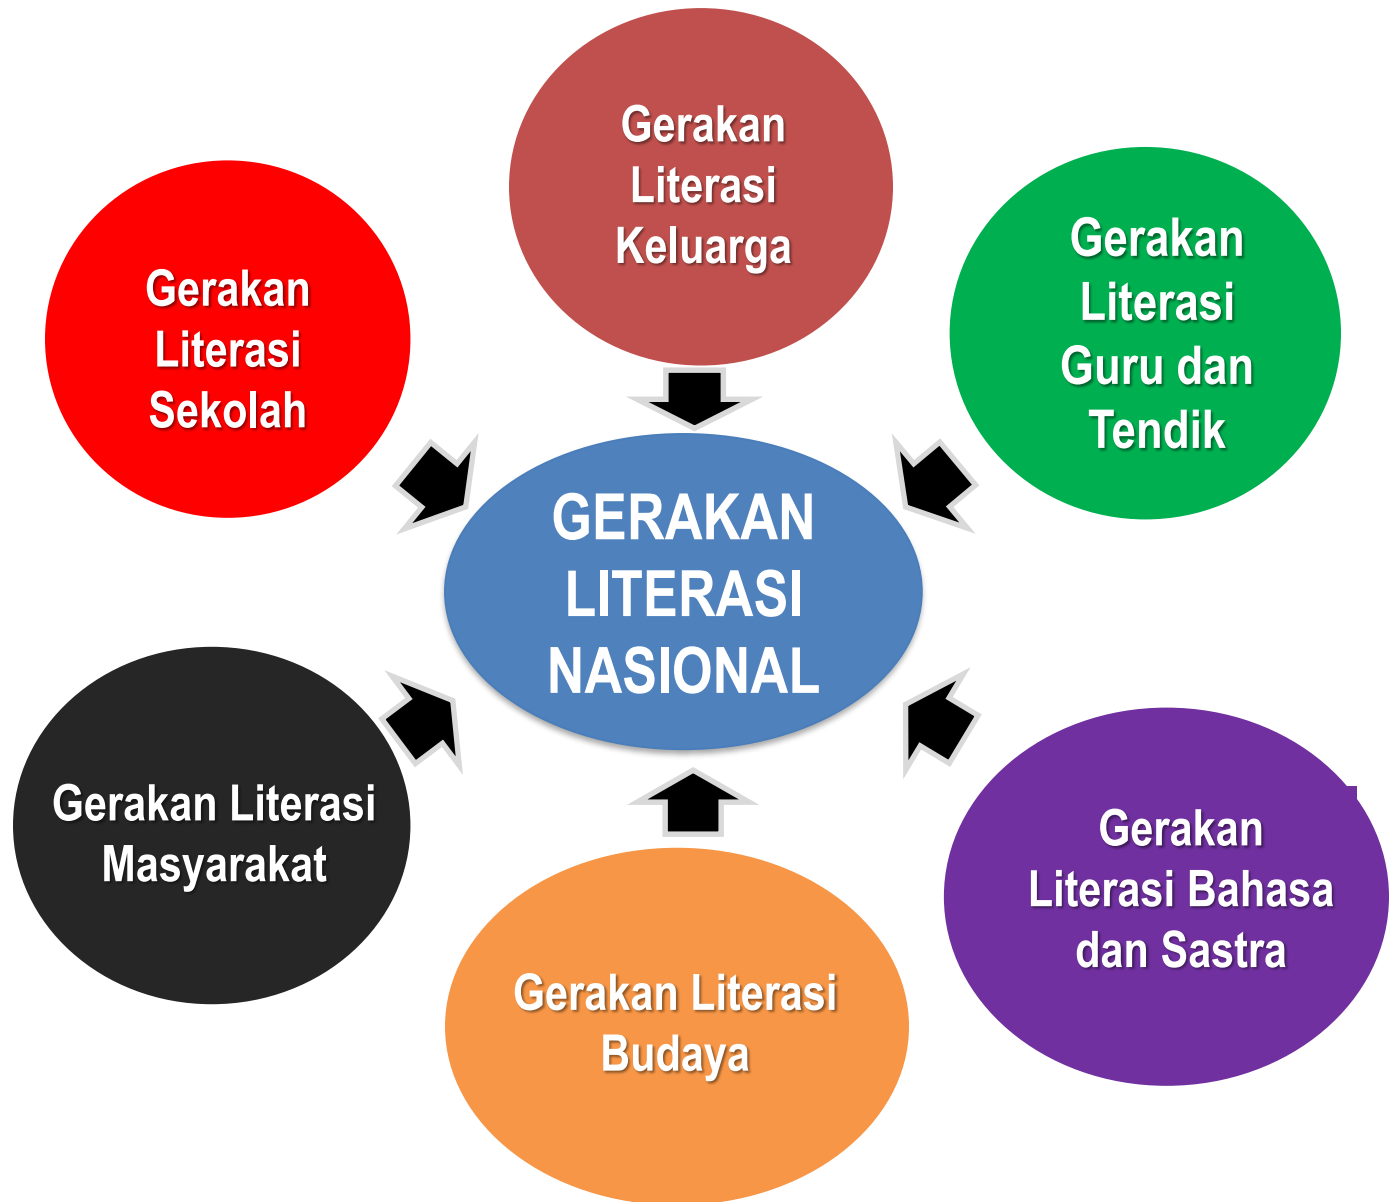 Gerakan
Literasi
Keluarga
Gerakan
Literasi
Sekolah
Gerakan
Literasi
Guru dan
Tendik
GERAKAN
LITERASI
NASIONAL
Gerakan Literasi
Masyarakat
Gerakan
Literasi Bahasa
dan Sastra
Gerakan Literasi
Budaya